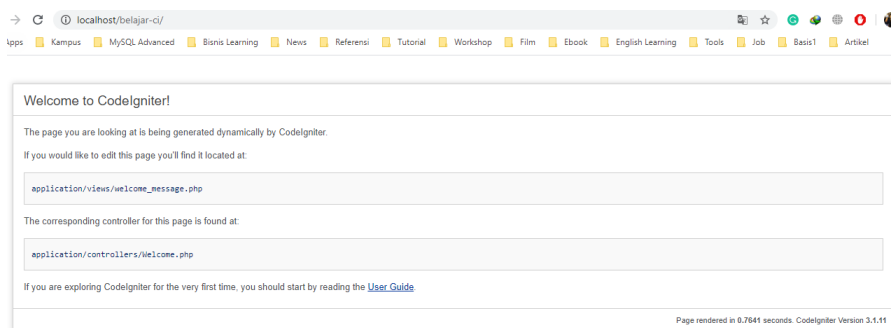 localhost/belajar-ci/
Apps Kampus MySQL Advanced Bisnis Learning News Referensi Tutorial Workshop Film Ebook English Learning Tools Job Basis1 Artikel
Welcome to CodeIgniter!
The page you are looking at is being generated dynamically by CodeIgniter.
If you would like to edit this page you'll find it located at:
application/views/welcome_message.php
The corresponding controller for this page is found at:
application/controllers/Welcome.php
If you are exploring CodeIgniter for the very first time, you should start by reading the User Guide.
Page rendered in 0.7641 seconds. CodeIgniter Version 3.1.11